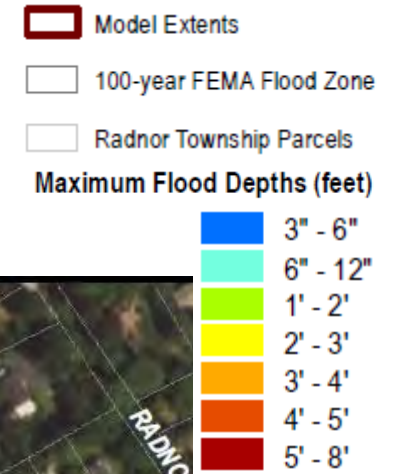 Model Extents
100-year FEMA Flood Zone
Radnor Township Parcels
Maximum Flood Depths (feet)
3" - 6"
6" - 12"
1' - 2'
2' - 3'
3' - 4'
4' - 5'
5' - 8'